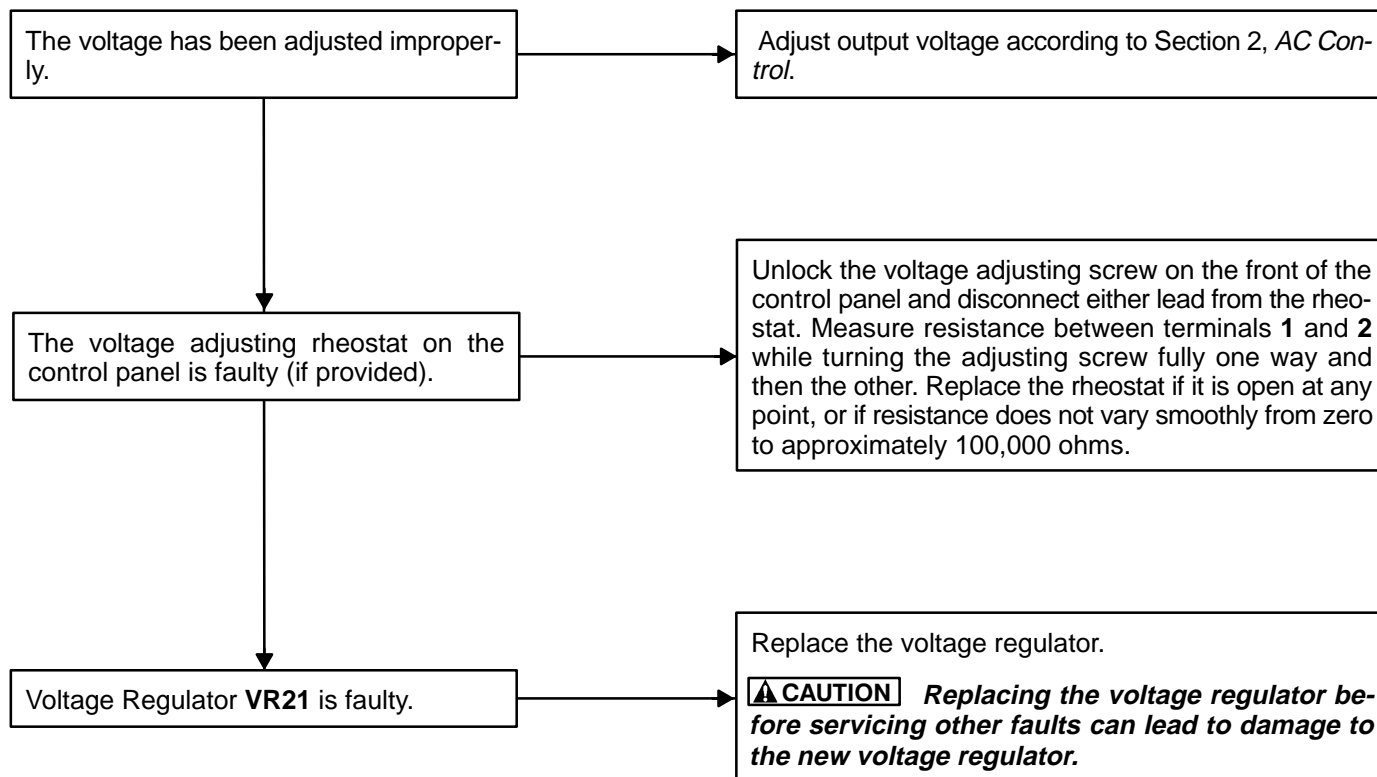 The voltage has been adjusted improper-
ly.
Adjust output voltage according to Section 2, AC Con-
trol.
The voltage adjusting rheostat on the
control panel is faulty (if provided).
Unlock the voltage adjusting screw on the front of the
control panel and disconnect either lead from the rheo-
stat. Measure resistance between terminals 1 and 2
while turning the adjusting screw fully one way and
then the other. Replace the rheostat if it is open at any
point, or if resistance does not vary smoothly from zero
to approximately 100,000 ohms.
Voltage Regulator VR21 is faulty.
Replace the voltage regulator.
CAUTION Replacing the voltage regulator be-
fore servicing other faults can lead to damage to
the new voltage regulator.